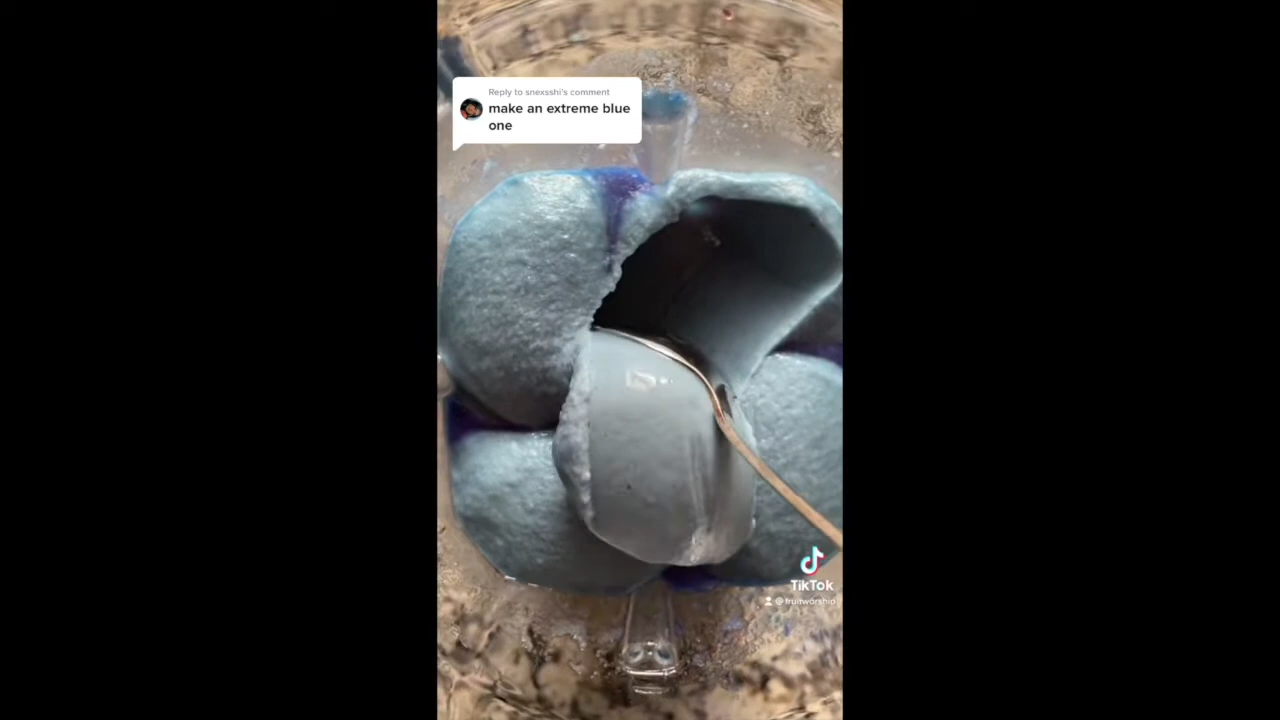 Reply to snexsshi's comment
make an extreme blue
one
TikTok
@fruitworship